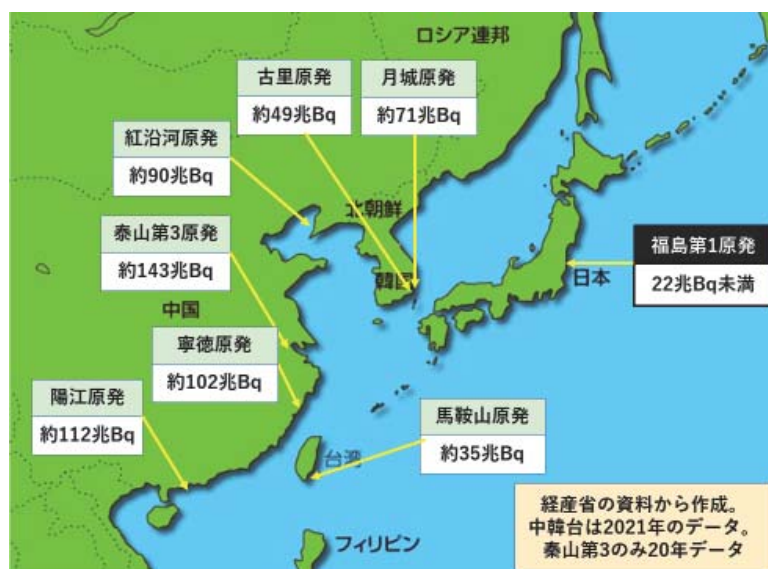 ロシア連邦
古里原発
約49兆Bq
月城原発
約71兆Bq
紅沿河原発
約90兆Bq
北朝鮮
泰山第3原発
約143兆Bq
韓国
福島第1原発
22兆Bq未満
日本
中国
寧徳原発
約102兆Bq
陽江原発
約112兆Bq
馬鞍山原発
約35兆Bq
台湾
経産省の資料から作成。
中韓台は2021年のデータ。
秦山第3のみ20年データ
フィリピン